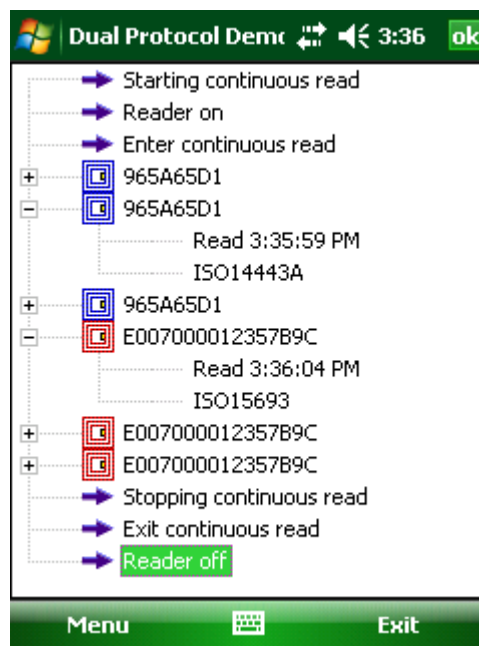 Dual Protocol Demc 3:36 ok
Starting continuous read
Reader on
Enter continuous read
965A65D1
965A65D1
Read 3:35:59 PM
ISO14443A
965A65D1
E007000012357B9C
Read 3:36:04 PM
ISO15693
E007000012357B9C
E007000012357B9C
Stopping continuous read
Exit continuous read
Reader off
Menu Exit